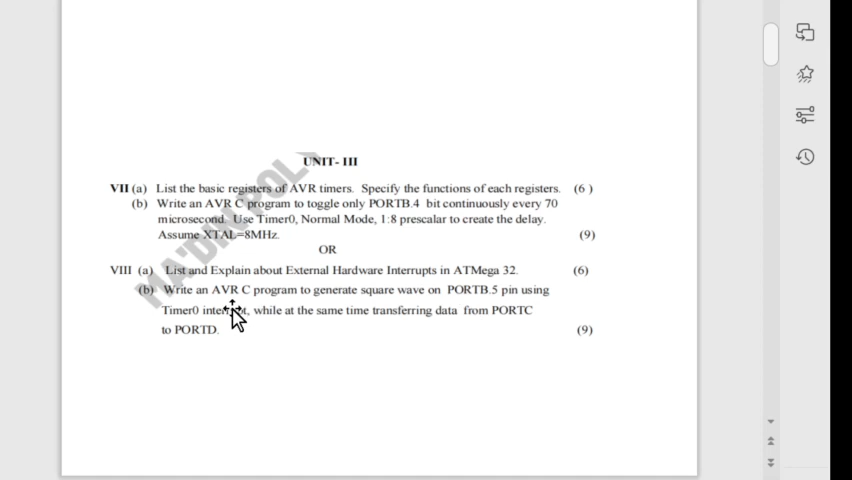 UNIT- III
VII (a) List the basic registers of AVR timers. Specify the functions of each registers. (6 )
(b) Write an AVR C program to toggle only PORTB.4 bit continuously every 70
microsecond. Use Timer0, Normal Mode, 1:8 prescalar to create the delay.
Assume XTAL=8MHz. (9)
OR
VIII (a) List and Explain about External Hardware Interrupts in ATMega 32. (6)
(b) Write an AVR C program to generate square wave on PORTB.5 pin using
Timer0 interrupt, while at the same time transferring data from PORTC
to PORTD. (9)
MA'DIN POLY